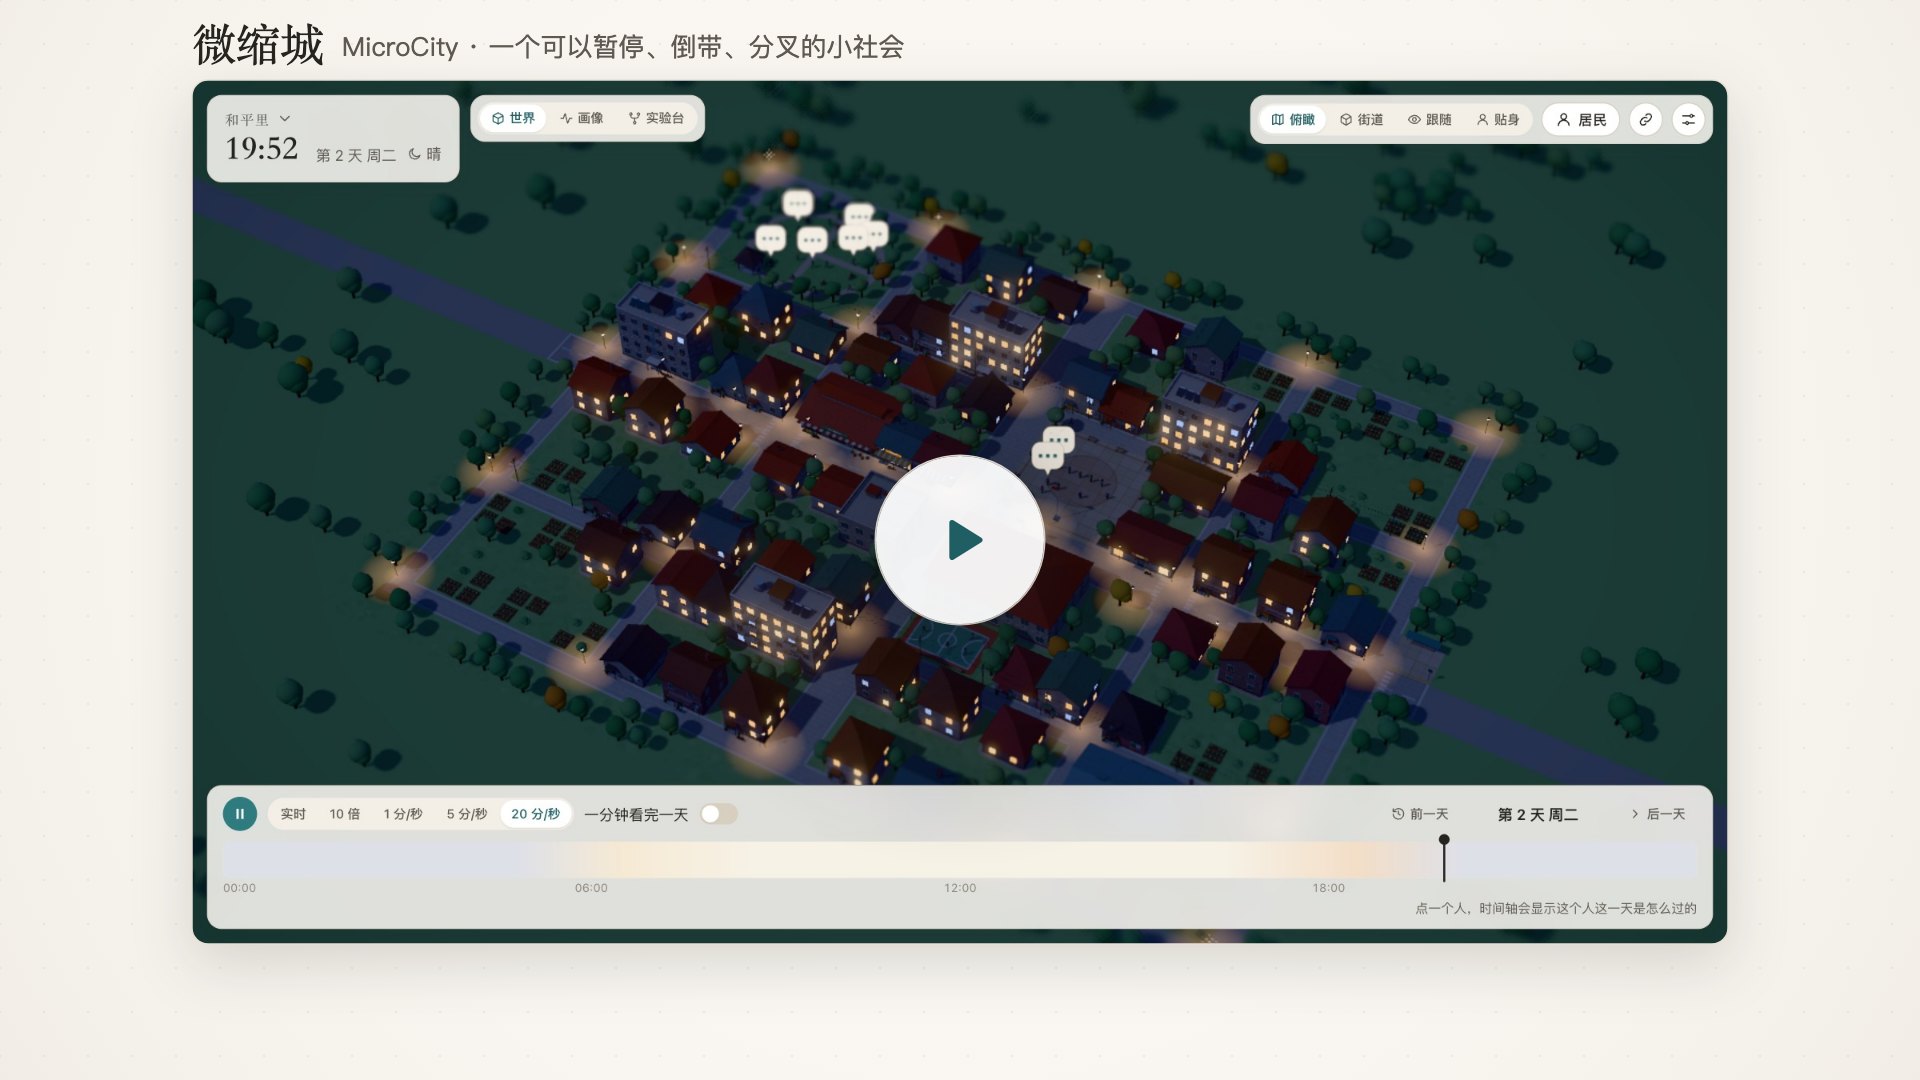 微缩城 MicroCity · 一个可以暂停、倒带、分叉的小社会
和平里
19:52 第 2 天 周二 晴
世界 画像 实验台
俯瞰 街道 跟随 贴身 居民
实时 10 倍 1 分/秒 5 分/秒 20 分/秒 一分钟看完一天
前一天 第 2 天 周二 后一天
00:00 06:00 12:00 18:00
点一个人，时间轴会显示这个人这一天是怎么过的